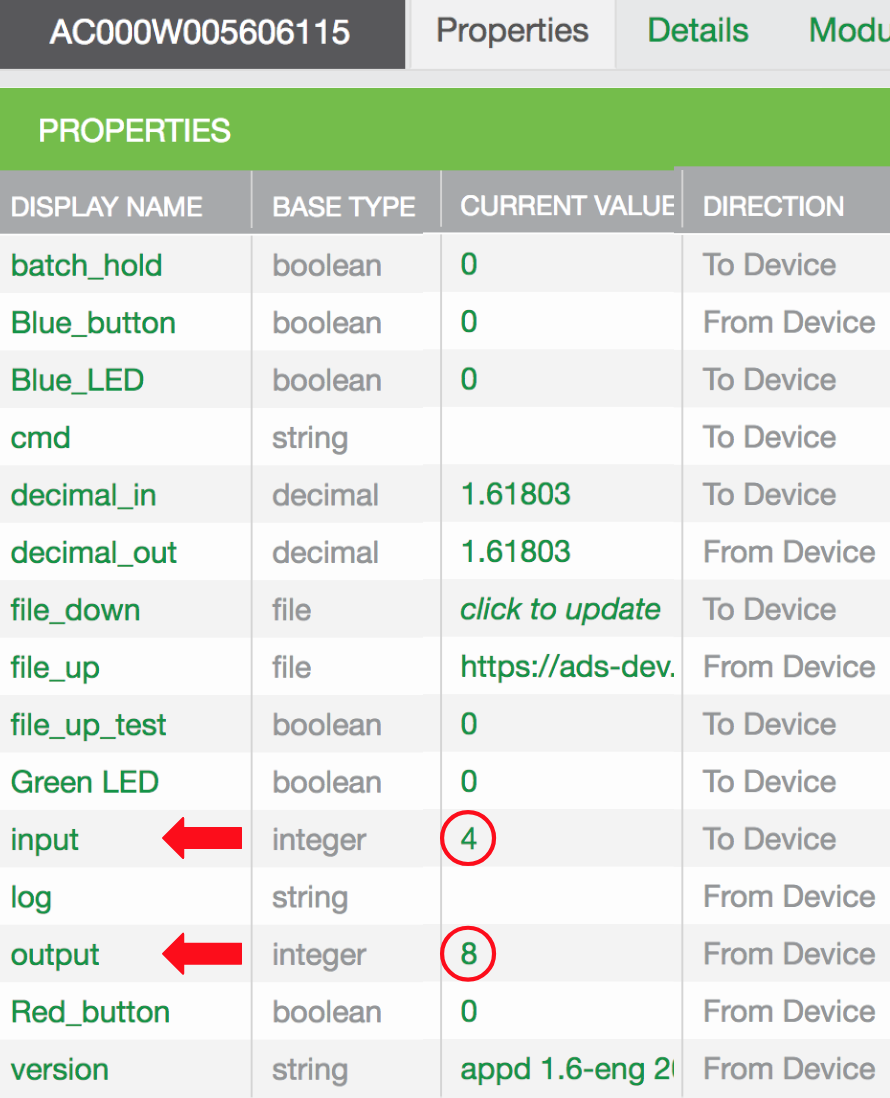 AC000W005606115 Properties Details Modu
PROPERTIES
DISPLAY NAME BASE TYPE CURRENT VALUE DIRECTION
batch_hold boolean 0 To Device
Blue_button boolean 0 From Device
Blue_LED boolean 0 To Device
cmd string To Device
decimal_in decimal 1.61803 To Device
decimal_out decimal 1.61803 From Device
file_down file click to update To Device
file_up file https://ads-dev. From Device
file_up_test boolean 0 To Device
Green LED boolean 0 To Device
input integer 4 To Device
log string From Device
output integer 8 From Device
Red_button boolean 0 From Device
version string appd 1.6-eng 20 From Device